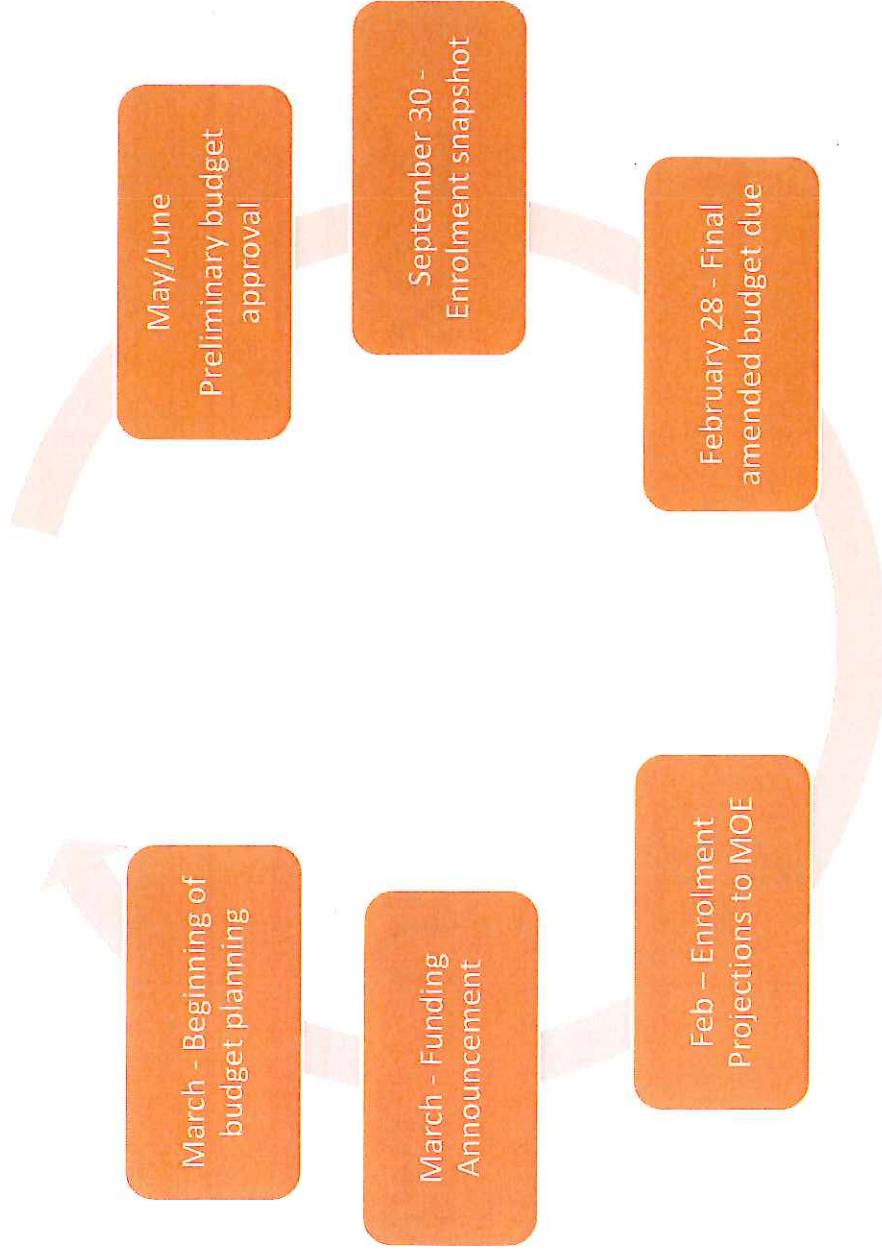 May/June
Preliminary budget
approval
September 30 -
Enrolment snapshot
February 28 - Final
amended budget due
Feb – Enrolment
Projections to MOE
March - Funding
Announcement
March - Beginning of
budget planning